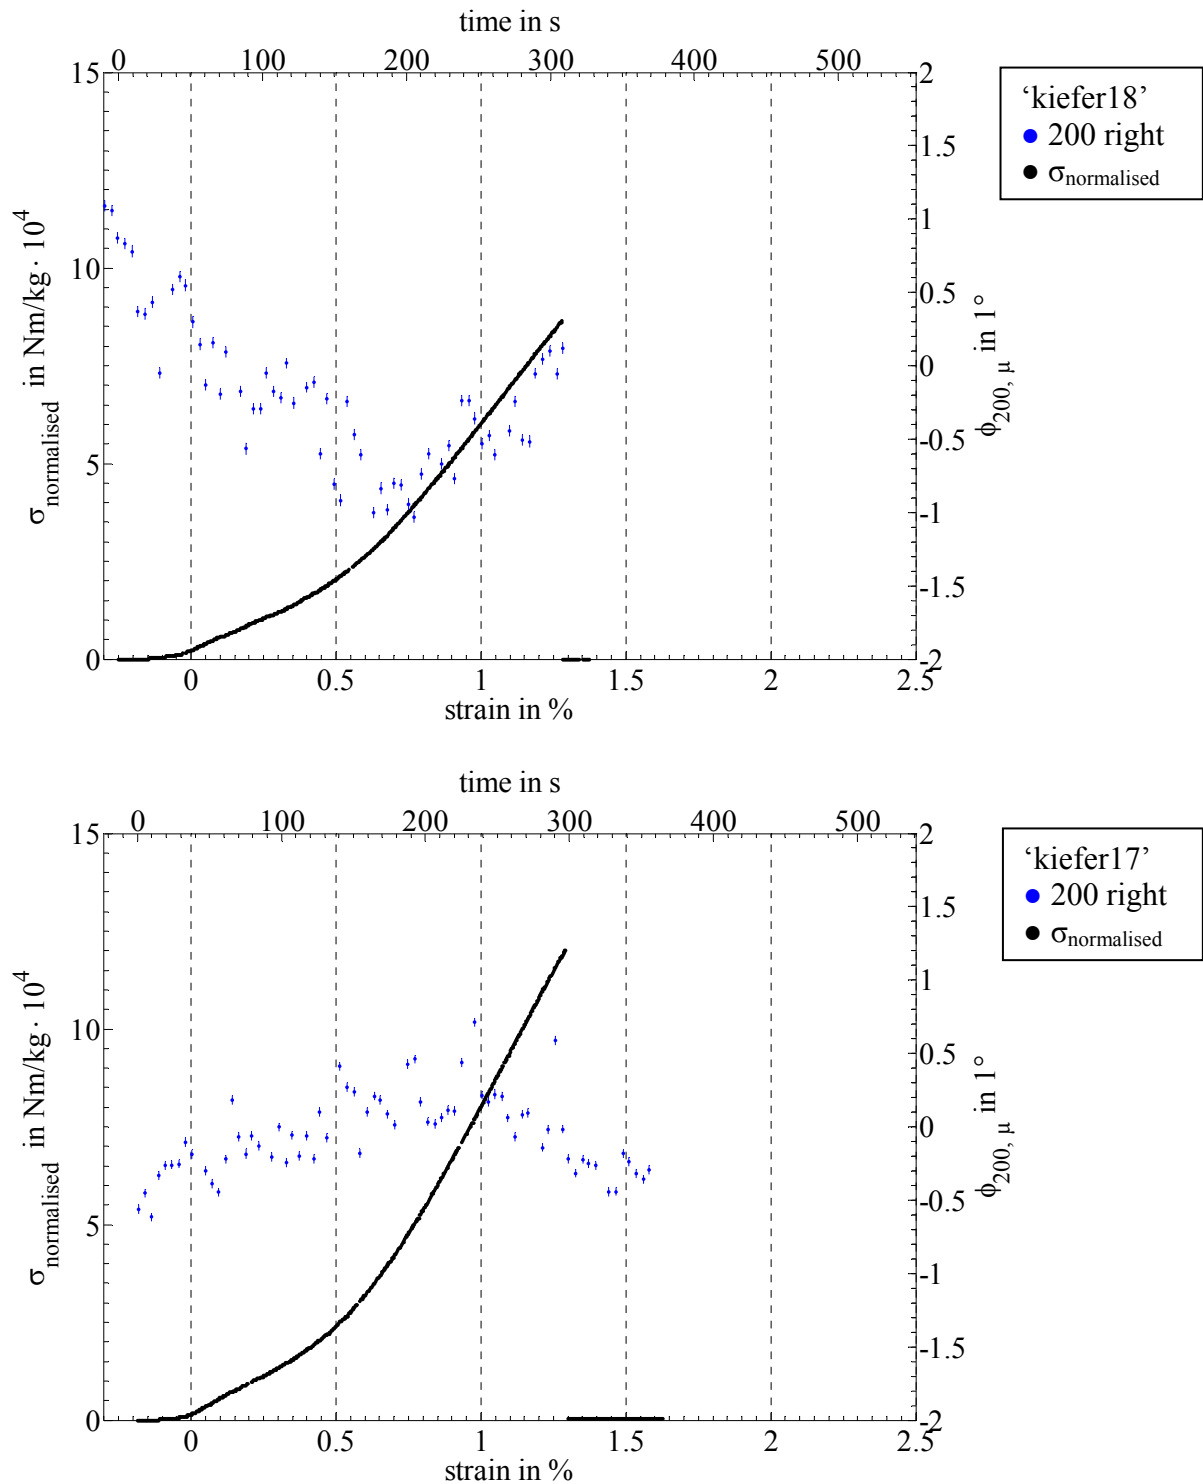 time in s
0 100 200 300 400 500
15
10
5
0
σnormalised in Nm/kg · 10⁴
2
1.5
1
0.5
0
-0.5
-1
-1.5
-2
ϕ200, μ in 1°
0 0.5 1 1.5 2 2.5
strain in %
‘kiefer18’
200 right
σnormalised
time in s
0 100 200 300 400 500
15
10
5
0
σnormalised in Nm/kg · 10⁴
2
1.5
1
0.5
0
-0.5
-1
-1.5
-2
ϕ200, μ in 1°
0 0.5 1 1.5 2 2.5
strain in %
‘kiefer17’
200 right
σnormalised